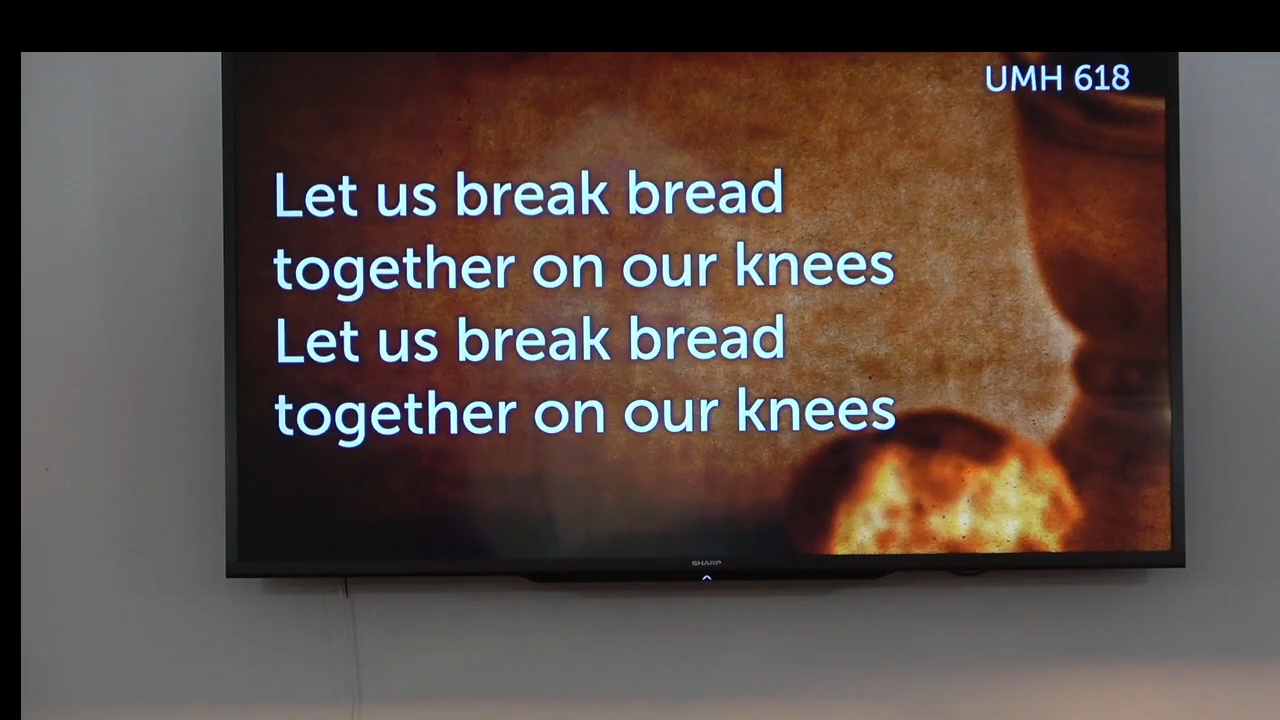 UMH 618
Let us break bread
together on our knees
Let us break bread
together on our knees
SHARP